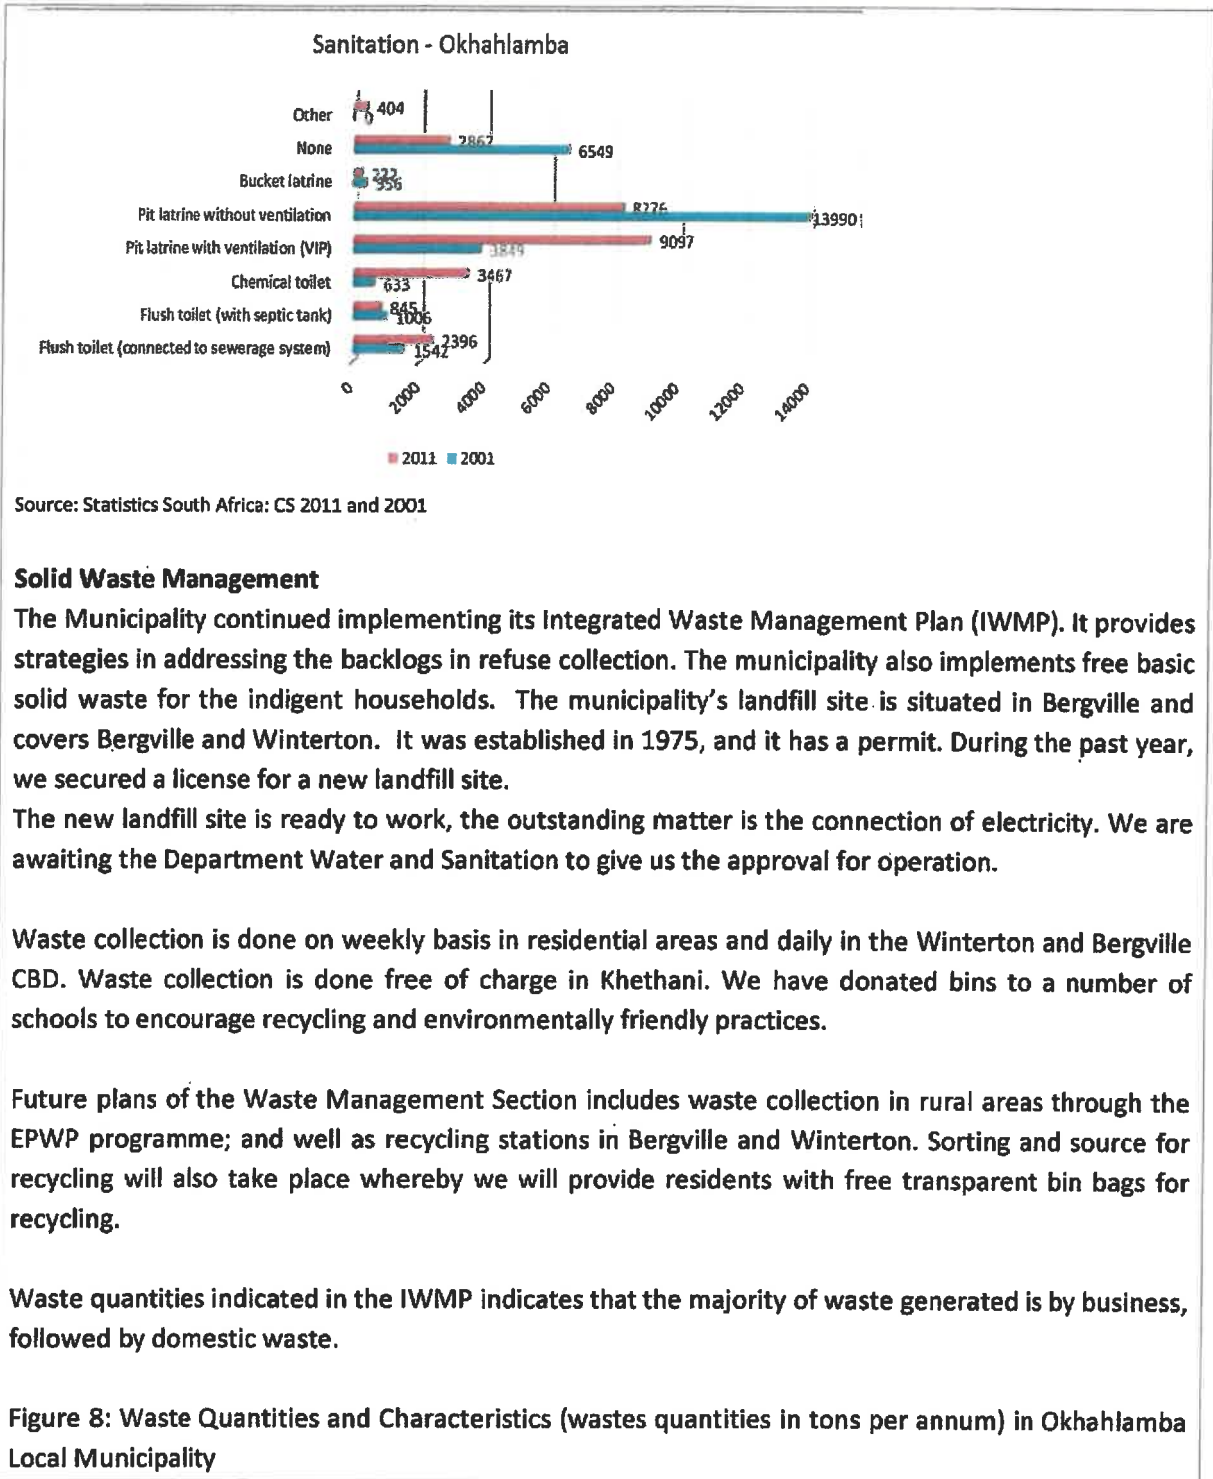 Sanitation - Okhahlamba
Other
404
0
None
2867
6549
Bucket latrine
Pit latrine without ventilation
8276
13990
Pit latrine with ventilation (VIP)
9097
3849
Chemical toilet
3467
633
Flush toilet (with septic tank)
845
1006
Flush toilet (connected to sewerage system)
2396
1542
0 2000 4000 6000 8000 10000 12000 14000
2011 2001
Source: Statistics South Africa: CS 2011 and 2001
Solid Waste Management
The Municipality continued implementing its Integrated Waste Management Plan (IWMP). It provides
strategies in addressing the backlogs in refuse collection. The municipality also implements free basic
solid waste for the indigent households. The municipality's landfill site is situated in Bergville and
covers Bergville and Winterton. It was established in 1975, and it has a permit. During the past year,
we secured a license for a new landfill site.
The new landfill site is ready to work, the outstanding matter is the connection of electricity. We are
awaiting the Department Water and Sanitation to give us the approval for operation.
Waste collection is done on weekly basis in residential areas and daily in the Winterton and Bergville
CBD. Waste collection is done free of charge in Khethani. We have donated bins to a number of
schools to encourage recycling and environmentally friendly practices.
Future plans of the Waste Management Section includes waste collection in rural areas through the
EPWP programme; and well as recycling stations in Bergville and Winterton. Sorting and source for
recycling will also take place whereby we will provide residents with free transparent bin bags for
recycling.
Waste quantities indicated in the IWMP indicates that the majority of waste generated is by business,
followed by domestic waste.
Figure 8: Waste Quantities and Characteristics (wastes quantities in tons per annum) in Okhahlamba
Local Municipality